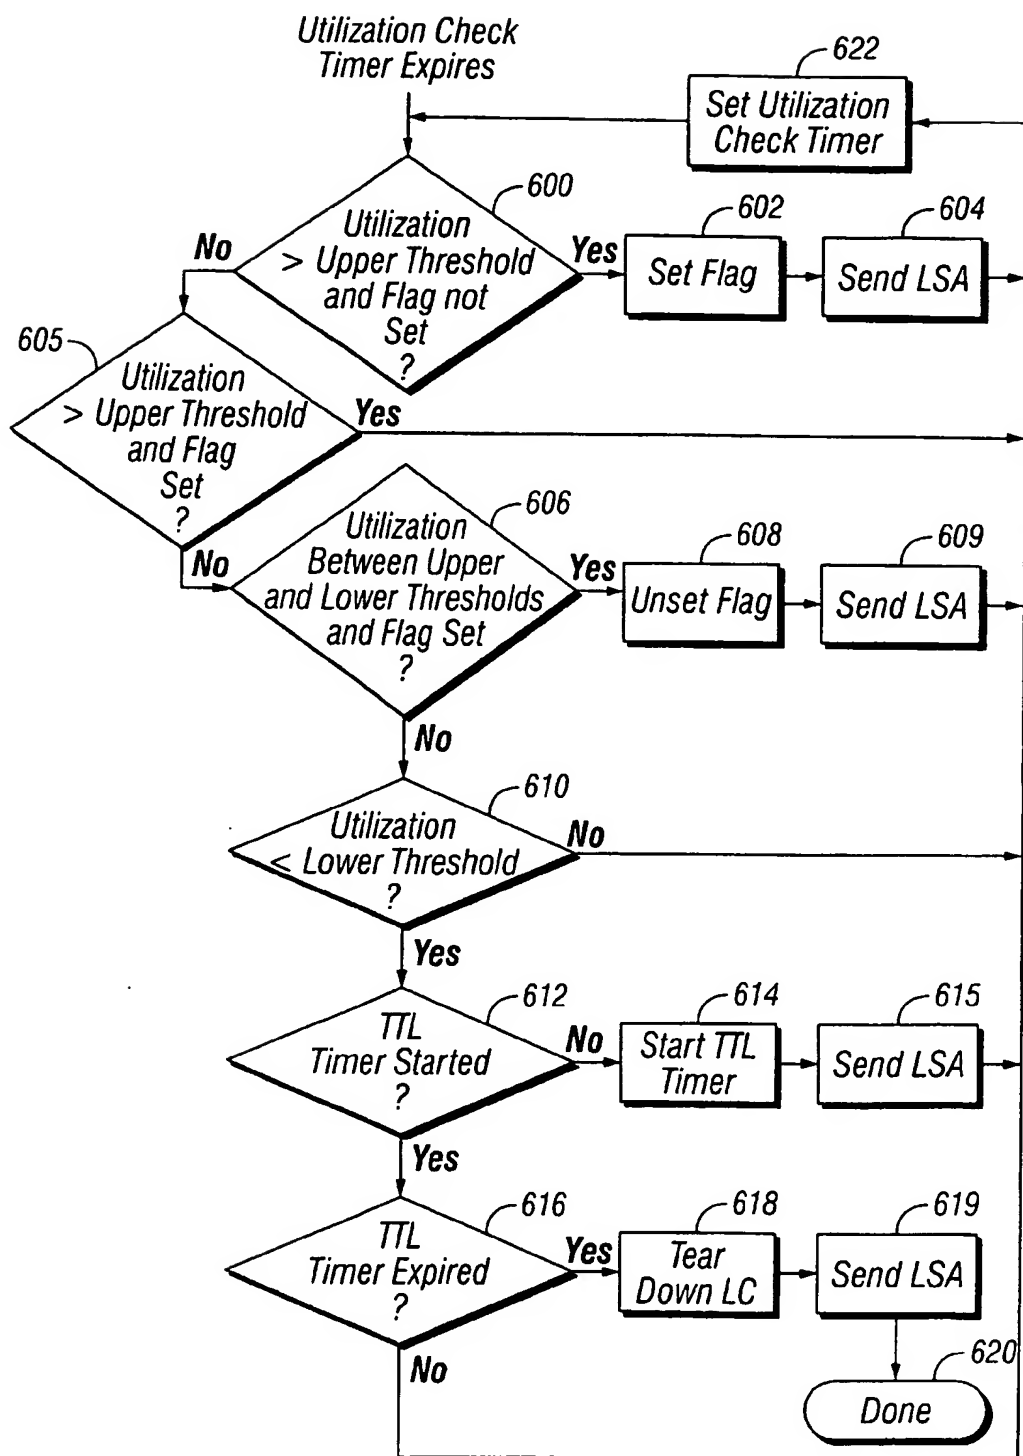 Utilization Check
Timer Expires
622
Set Utilization
Check Timer
600
Utilization
> Upper Threshold
and Flag not
Set
?
No
Yes
602
Set Flag
604
Send LSA
605
Utilization
> Upper Threshold
and Flag
Set
?
Yes
No
606
Utilization
Between Upper
and Lower Thresholds
and Flag Set
?
Yes
608
Unset Flag
609
Send LSA
No
610
Utilization
< Lower Threshold
?
No
Yes
612
TTL
Timer Started
?
No
614
Start TTL
Timer
615
Send LSA
Yes
616
TTL
Timer Expired
?
Yes
618
Tear
Down LC
619
Send LSA
No
620
Done